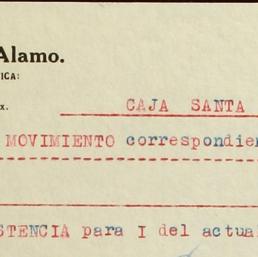 Alamo.
ICA:
x.
CAJA SANTA
MOVIMIENTO correspondien
STENCIA para I del actua